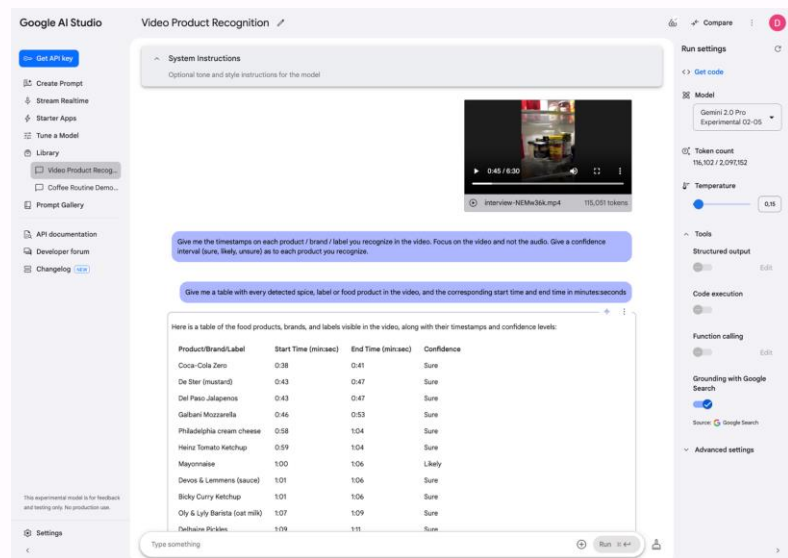 Google AI Studio
Get API key
Create Prompt
Stream Realtime
Starter Apps
Tune a Model
Library
Video Product Recog...
Coffee Routine Demo...
Prompt Gallery
API documentation
Developer forum
Changelog NEW
This experimental model is for feedback
and testing only. No production use.
Settings
Video Product Recognition
Compare
D
System Instructions
Optional tone and style instructions for the model
0:45 / 6:30
interview-NEMw36k.mp4 115,051 tokens
Give me the timestamps on each product / brand / label you recognize in the video. Focus on the video and not the audio. Give a confidence
interval (sure, likely, unsure) as to each product you recognize.
Give me a table with every detected spice, label or food product in the video, and the corresponding start time and end time in minutes:seconds
Here is a table of the food products, brands, and labels visible in the video, along with their timestamps and confidence levels:
Product/Brand/Label Start Time (min:sec) End Time (min:sec) Confidence
Coca-Cola Zero 0:38 0:41 Sure
De Ster (mustard) 0:43 0:47 Sure
Del Paso Jalapenos 0:43 0:47 Sure
Galbani Mozzarella 0:46 0:53 Sure
Philadelphia cream cheese 0:58 1:04 Sure
Heinz Tomato Ketchup 0:59 1:04 Sure
Mayonnaise 1:00 1:06 Likely
Devos & Lemmens (sauce) 1:01 1:06 Sure
Bicky Curry Ketchup 1:01 1:06 Sure
Oly & Lyly Barista (oat milk) 1:07 1:09 Sure
Delhaize Pickles 1:09 1:11 Sure
Type something
Run
Run settings
Get code
Model
Gemini 2.0 Pro
Experimental 02-05
Token count
116,102 / 2,097,152
Temperature
0,15
Tools
Structured output
Edit
Code execution
Function calling
Edit
Grounding with Google
Search
Source: Google Search
Advanced settings